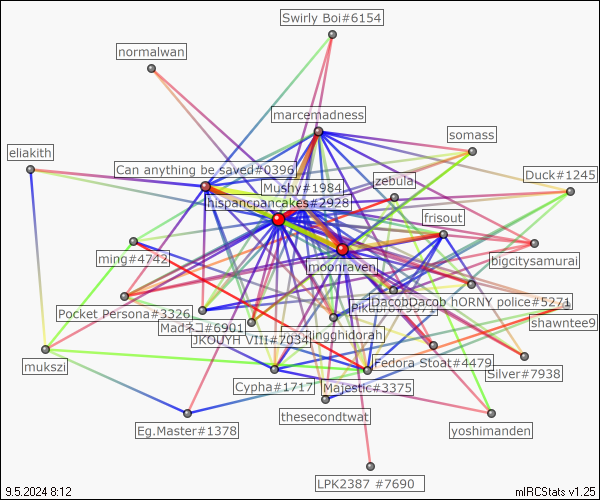 Swirly Boi#6154
normalwan
marcemadness
somass
eliakith
Can anything be saved#0396
zebula
Duck#1245
Mushy#1984
hispancpancakes#2928
frisout
ming#4742
moonraven
bigcitysamurai
DacobDacob
hORNY police#5271
Pocket Persona#3326
shawntee9
Madネコ#6901
JKOUYH VIII#7034
mukszi
Fedora Stoat#4479
Silver#7938
Cypha#1717
Majestic#3375
thesecondtwat
Eg.Master#1378
yoshimanden
LPK2387 #7690
9.5.2024 8:12
mIRCStats v1.25